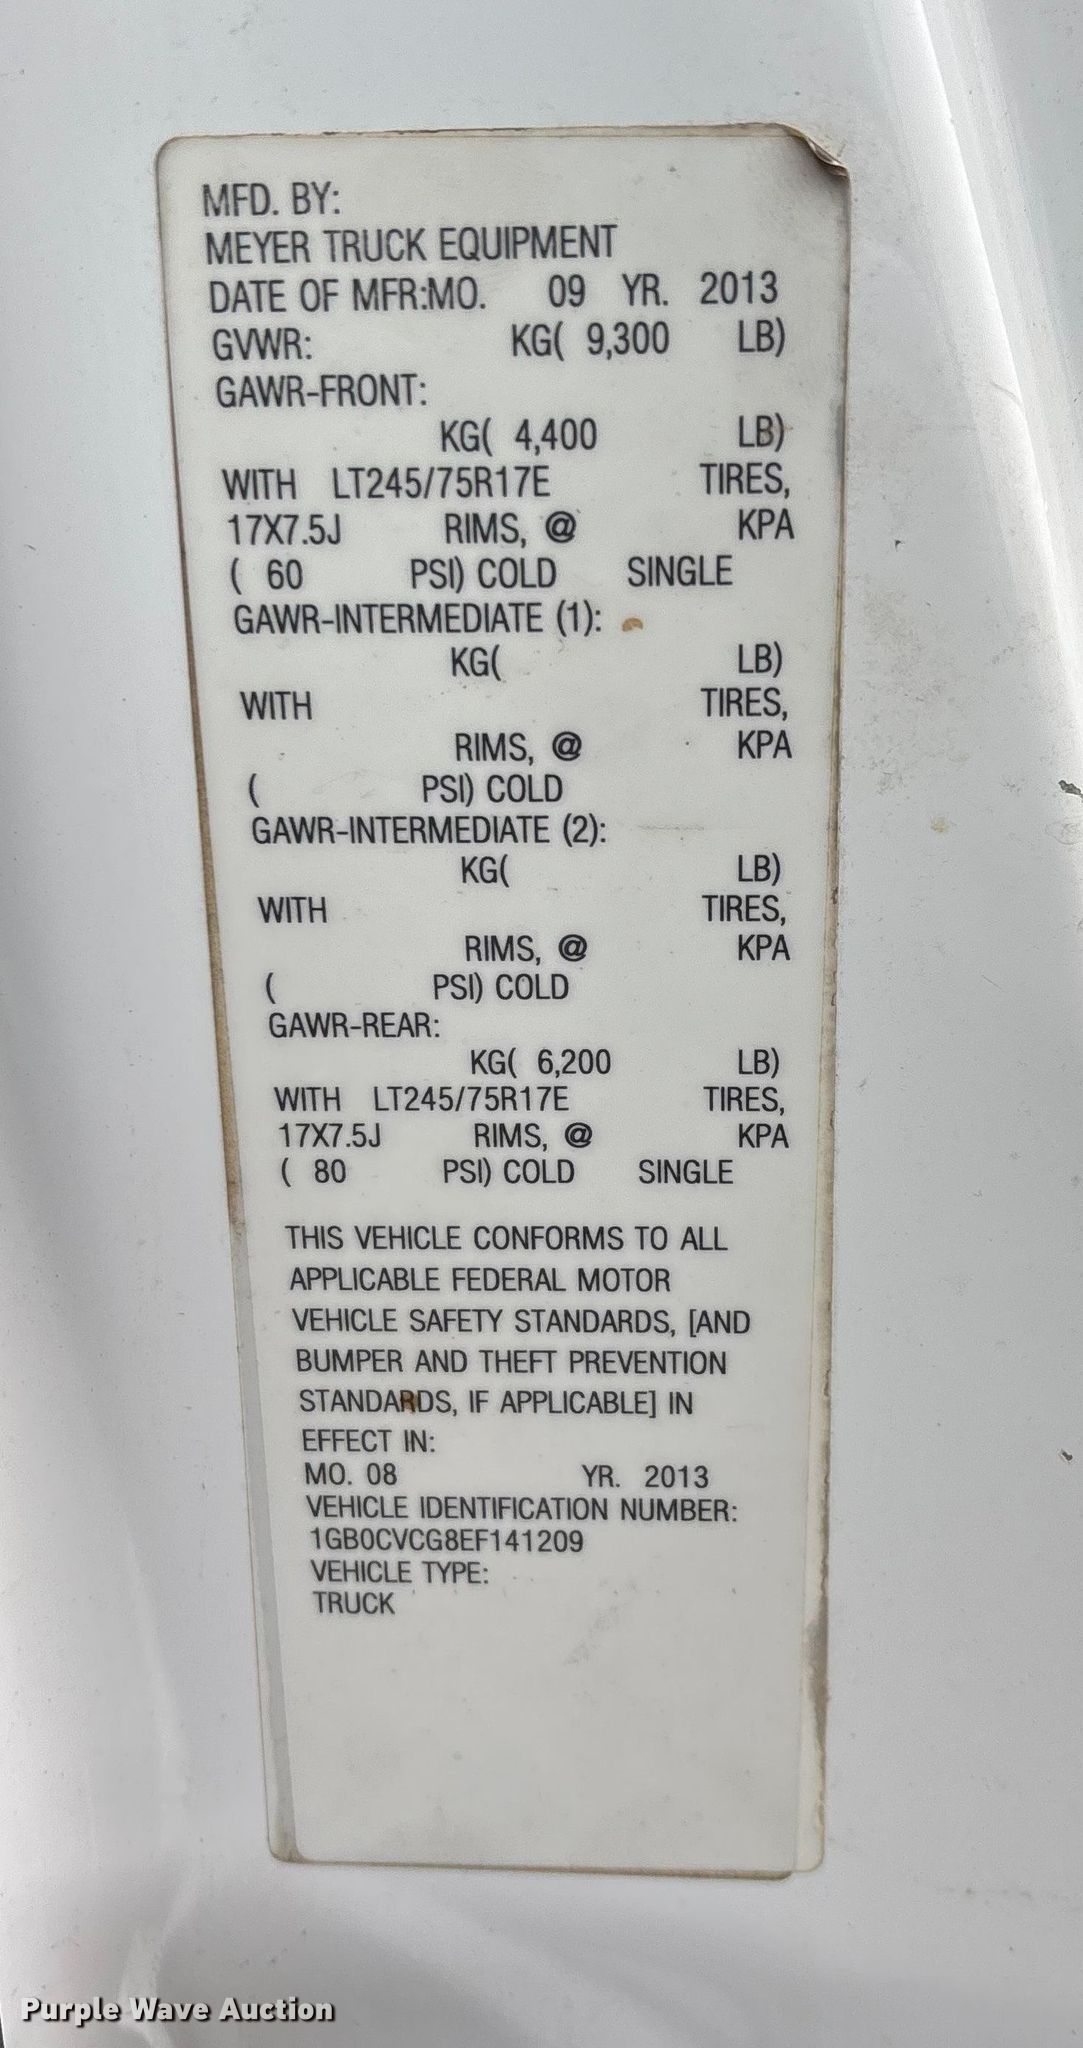 MFD. BY:
MEYER TRUCK EQUIPMENT
DATE OF MFR:MO. 09 YR. 2013
GVWR: KG( 9,300 LB)
GAWR-FRONT:
KG( 4,400 LB)
WITH LT245/75R17E TIRES,
17X7.5J RIMS, @ KPA
( 60 PSI) COLD SINGLE
GAWR-INTERMEDIATE (1):
KG( LB)
WITH TIRES,
RIMS, @ KPA
( PSI) COLD
GAWR-INTERMEDIATE (2):
KG( LB)
WITH TIRES,
RIMS, @ KPA
( PSI) COLD
GAWR-REAR:
KG( 6,200 LB)
WITH LT245/75R17E TIRES,
17X7.5J RIMS, @ KPA
( 80 PSI) COLD SINGLE
THIS VEHICLE CONFORMS TO ALL
APPLICABLE FEDERAL MOTOR
VEHICLE SAFETY STANDARDS, [AND
BUMPER AND THEFT PREVENTION
STANDARDS, IF APPLICABLE] IN
EFFECT IN:
MO. 08 YR. 2013
VEHICLE IDENTIFICATION NUMBER:
1GB0CVCG8EF141209
VEHICLE TYPE:
TRUCK
Purple Wave Auction